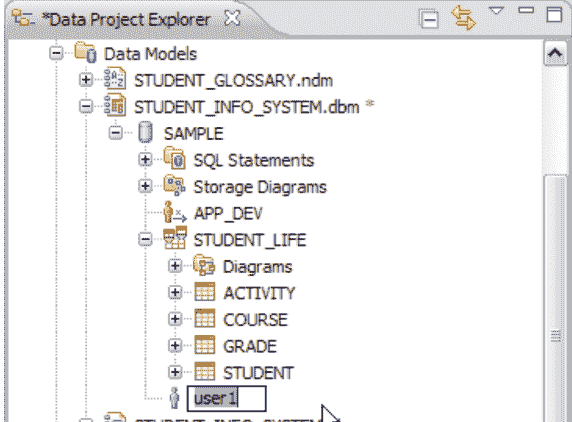 *Data Project Explorer
Data Models
STUDENT_GLOSSARY.ndm
STUDENT_INFO_SYSTEM.dbm *
SAMPLE
SQL Statements
Storage Diagrams
APP_DEV
STUDENT_LIFE
Diagrams
ACTIVITY
COURSE
GRADE
STUDENT
user1
STUDENT_INFO_SYSTEM